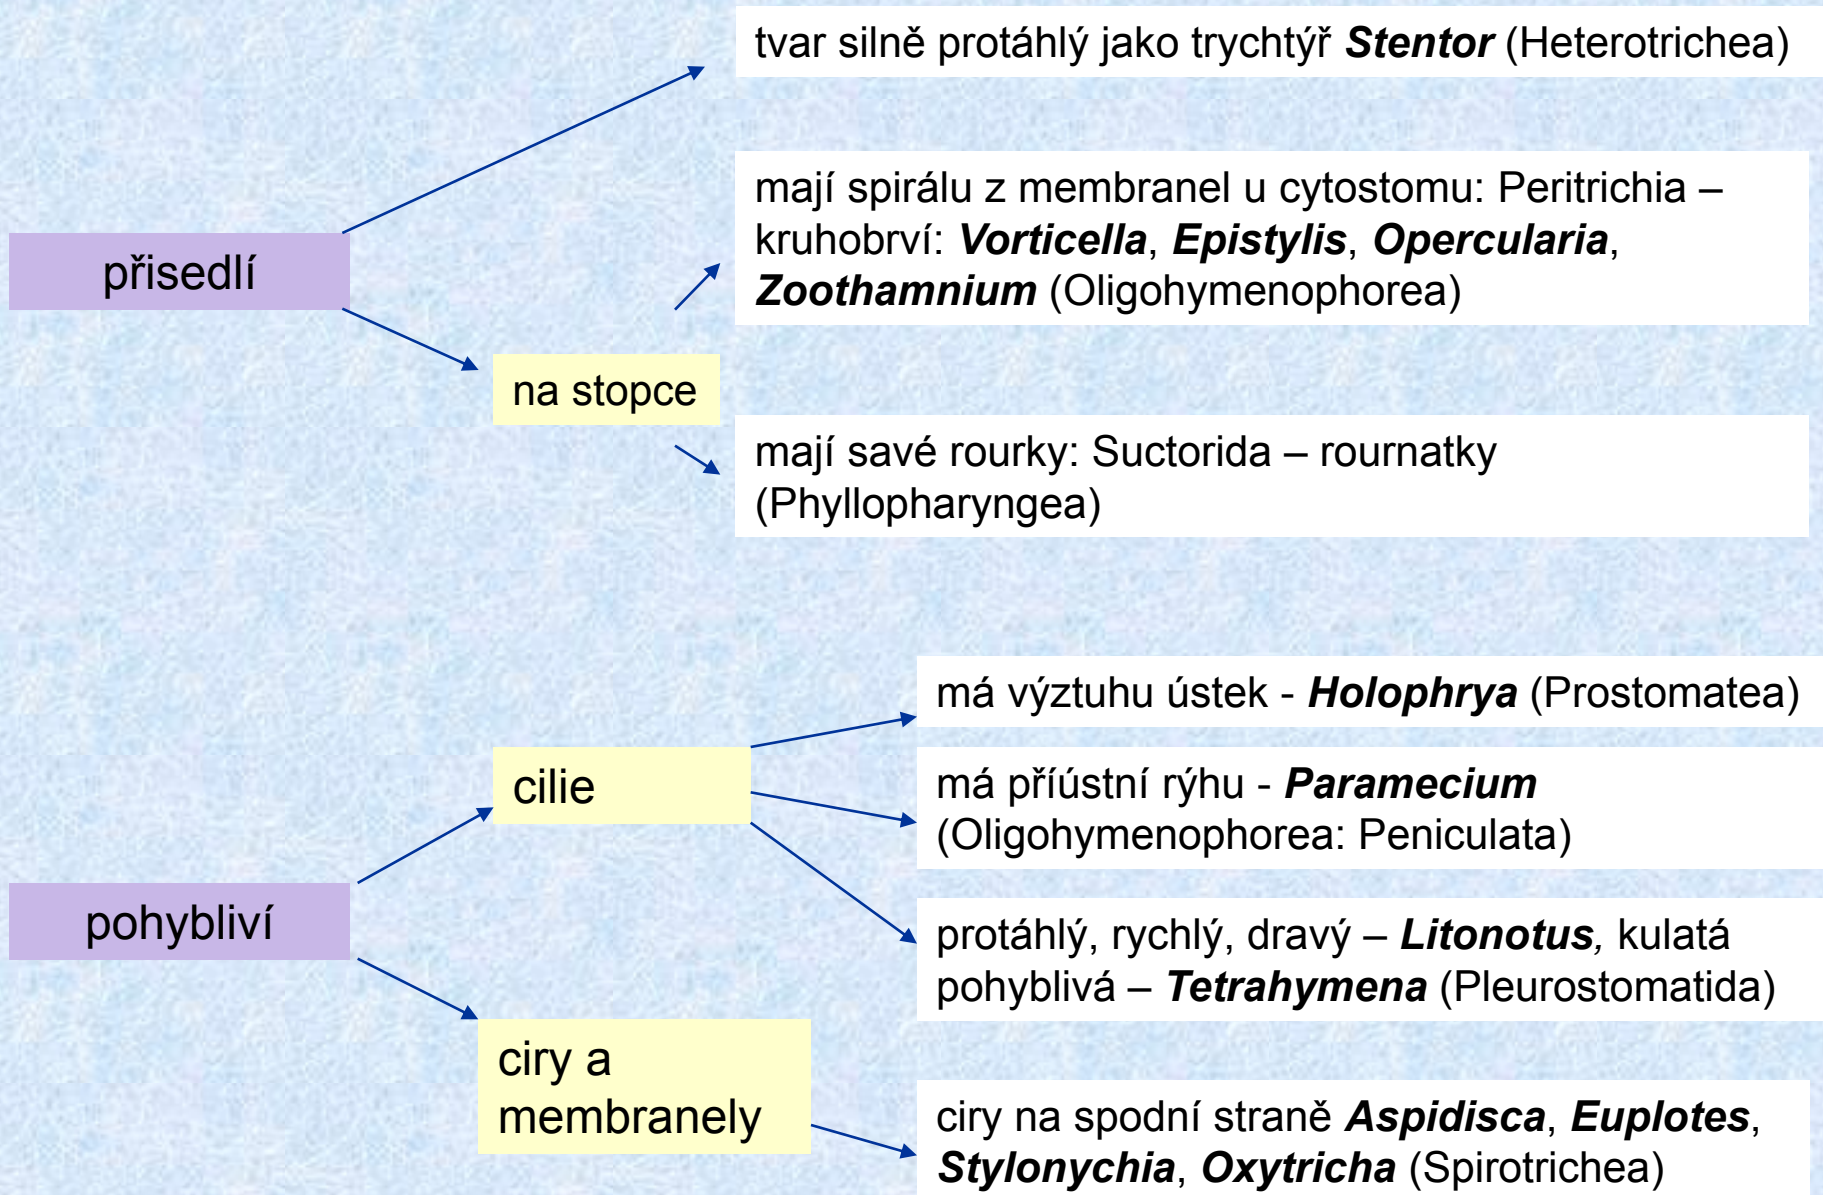 tvar silně protáhlý jako trychtýř Stentor (Heterotrichea)
mají spirálu z membranel u cytostomu: Peritrichia –
kruhobrví: Vorticella, Epistylis, Opercularia,
Zoothamnium (Oligohymenophorea)
přisedlí
na stopce
mají savé rourky: Suctorida – rournatky
(Phyllopharyngea)
má výztuhu ústek - Holophrya (Prostomatea)
cilie
má příústní rýhu - Paramecium
(Oligohymenophorea: Peniculata)
pohybliví
protáhlý, rychlý, dravý – Litonotus, kulatá
pohyblivá – Tetrahymena (Pleurostomatida)
ciry a
membranely
ciry na spodní straně Aspidisca, Euplotes,
Stylonychia, Oxytricha (Spirotrichea)